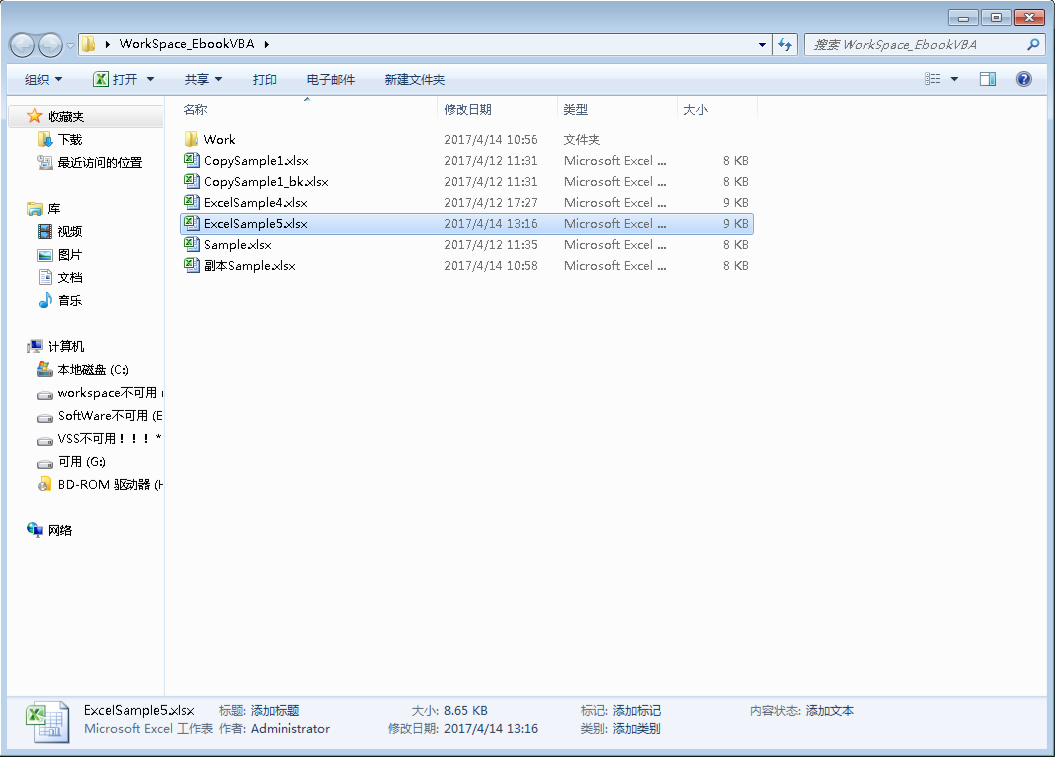 WorkSpace_EbookVBA
搜索 WorkSpace_EbookVBA
组织 打开 共享 打印 电子邮件 新建文件夹
收藏夹
下载
最近访问的位置
库
视频
图片
文档
音乐
计算机
本地磁盘 (C:)
workspace不可用
SoftWare不可用 (E
VSS不可用！！！ *
可用 (G:)
BD-ROM 驱动器 (H
网络
名称 修改日期 类型 大小
Work 2017/4/14 10:56 文件夹
CopySample1.xlsx 2017/4/12 11:31 Microsoft Excel ... 8 KB
CopySample1_bk.xlsx 2017/4/12 11:31 Microsoft Excel ... 8 KB
ExcelSample4.xlsx 2017/4/12 17:27 Microsoft Excel ... 9 KB
ExcelSample5.xlsx 2017/4/14 13:16 Microsoft Excel ... 9 KB
Sample.xlsx 2017/4/12 11:35 Microsoft Excel ... 8 KB
副本Sample.xlsx 2017/4/14 10:58 Microsoft Excel ... 8 KB
ExcelSample5.xlsx 标题: 添加标题 大小: 8.65 KB 标记: 添加标记 内容状态: 添加文本
Microsoft Excel 工作表 作者: Administrator 修改日期: 2017/4/14 13:16 类别: 添加类别